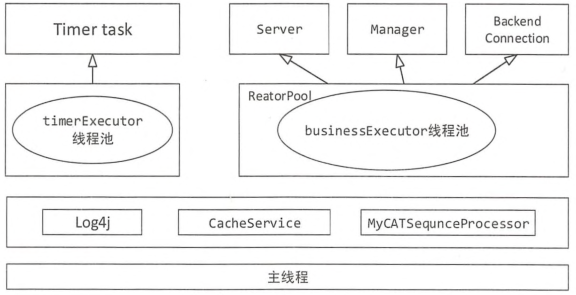 Timer task
Server
Manager
Backend
Connection
ReatorPool
timerExecutor
线程池
businessExecutor线程池
Log4j
CacheService
MyCATSequnceProcessor
主线程